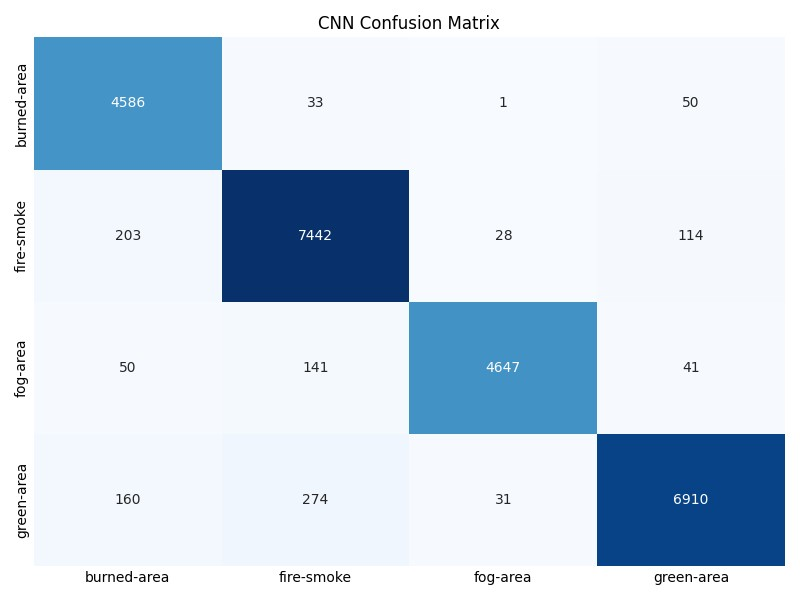 CNN Confusion Matrix
burned-area 4586 33 1 50
fire-smoke 203 7442 28 114
fog-area 50 141 4647 41
green-area 160 274 31 6910
burned-area fire-smoke fog-area green-area